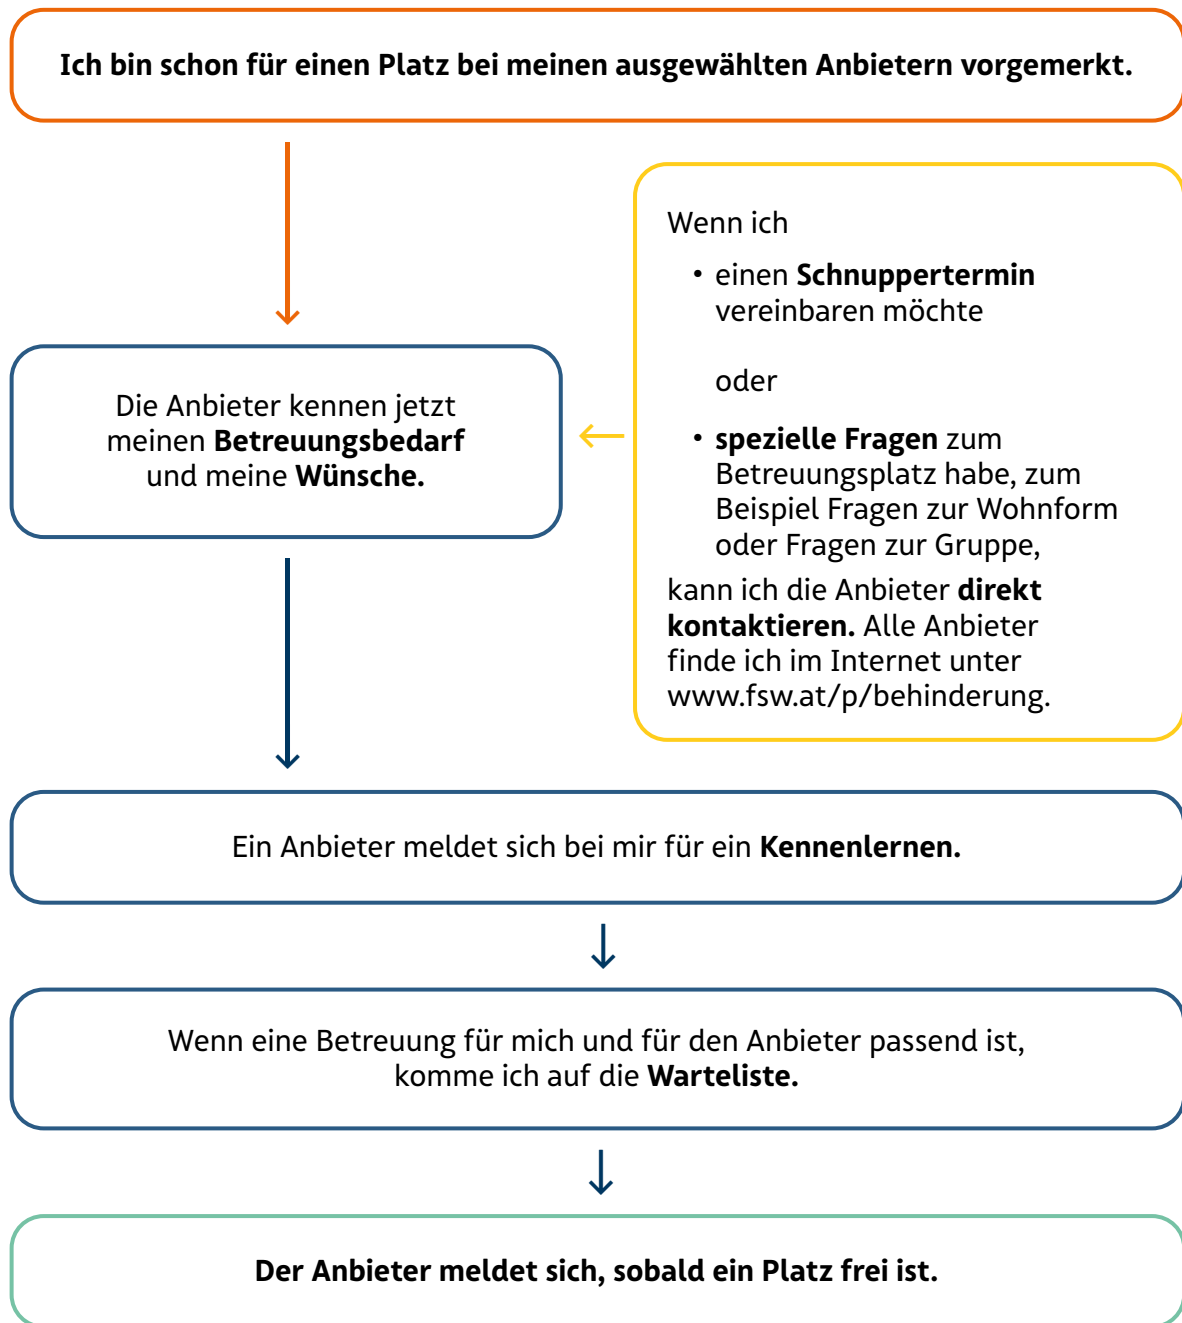 Ich bin schon für einen Platz bei meinen ausgewählten Anbietern vorgemerkt.
Wenn ich
• einen Schnuppertermin
vereinbaren möchte
oder
• spezielle Fragen zum
Betreuungsplatz habe, zum
Beispiel Fragen zur Wohnform
oder Fragen zur Gruppe,
kann ich die Anbieter direkt
kontaktieren. Alle Anbieter
finde ich im Internet unter
www.fsw.at/p/behinderung.
Die Anbieter kennen jetzt
meinen Betreuungsbedarf
und meine Wünsche.
Ein Anbieter meldet sich bei mir für ein Kennenlernen.
Wenn eine Betreuung für mich und für den Anbieter passend ist,
komme ich auf die Warteliste.
Der Anbieter meldet sich, sobald ein Platz frei ist.